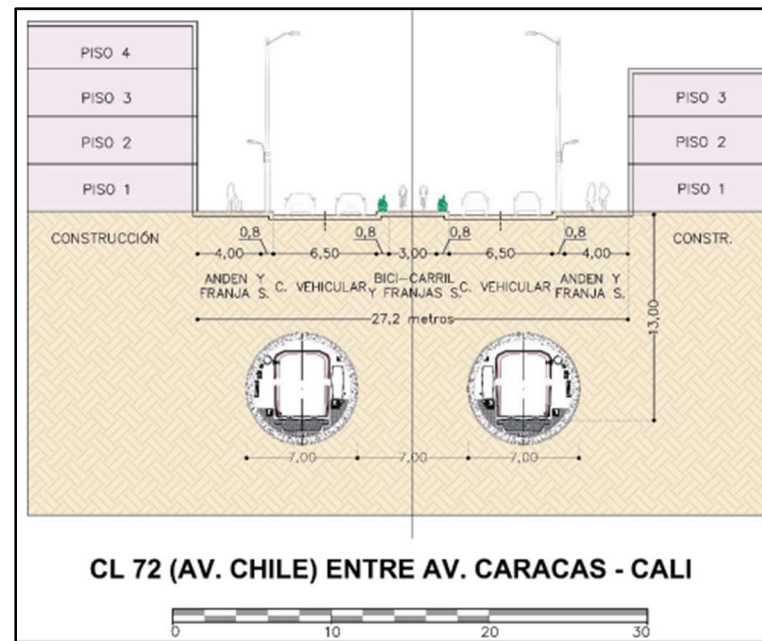 PISO 4
PISO 3
PISO 3
PISO 2
PISO 2
PISO 1
PISO 1
CONSTRUCCIÓN
0,8
0,8
0,8
0,8
CONSTR.
4,00
6,50
3,00
6,50
4,00
ANDEN Y
FRANJA S.
C. VEHICULAR
BICI-CARRIL
Y FRANJAS S.
C. VEHICULAR
ANDEN Y
FRANJA S.
27,2 metros
13,00
7,00
7,00
7,00
CL 72 (AV. CHILE) ENTRE AV. CARACAS - CALI
0
10
20
30